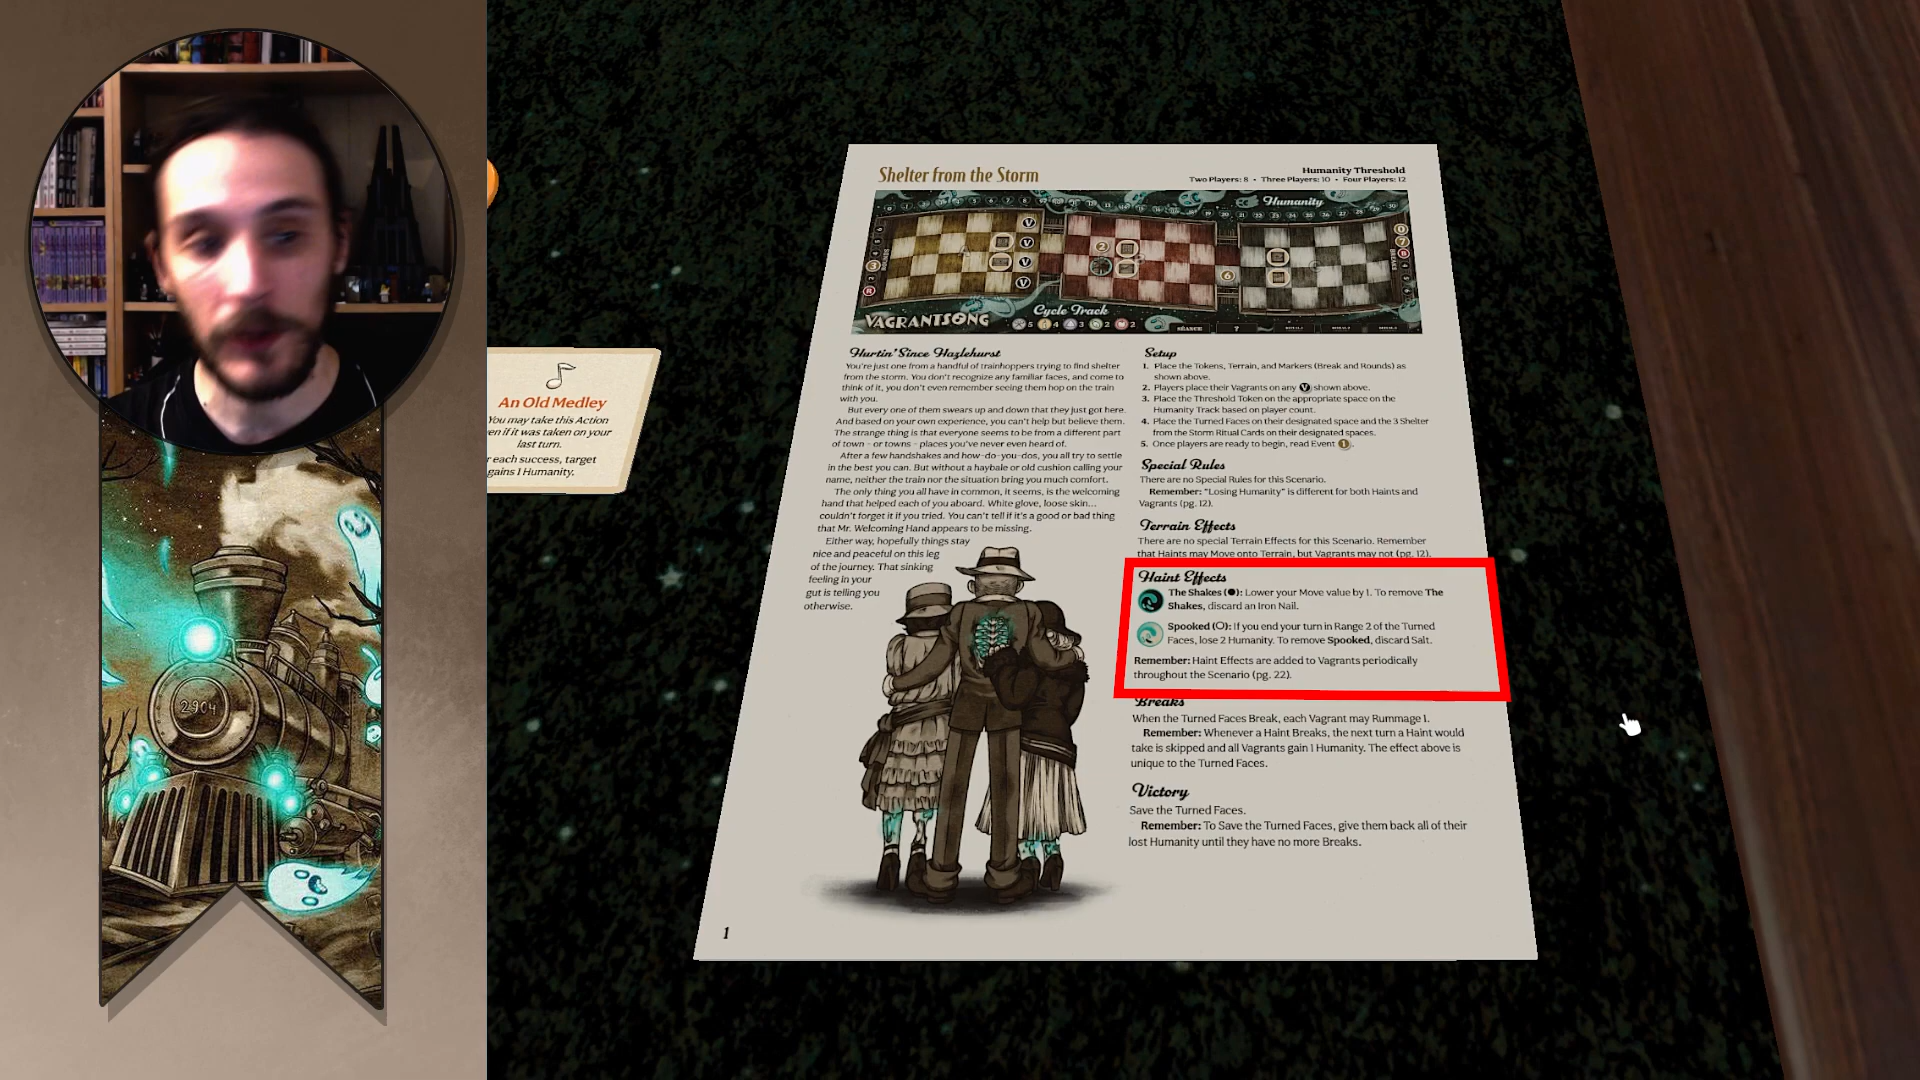 An Old Medley
You may take this Action
en if it was taken on your
last turn.
r each success, target
gains 1 Humanity.
Shelter from the Storm
Humanity Threshold
Two Players: 8 • Three Players: 10 • Four Players: 12
Humanity
Cycle Track
VAGRANTSONG
5 4 3 2 2
SÉANCE
Hurtin' Since Hazlehurst
You're just one from a handful of trainhoppers trying to find shelter
from the storm. You don't recognize any familiar faces, and come to
think of it, you don't even remember seeing them hop on the train
with you.
But every one of them swears up and down that they just got here.
And based on your own experience, you can't help but believe them.
The strange thing is that everyone seems to be from a different part
of town – or towns – places you've never even heard of.
After a few handshakes and how-do-you-dos, you all try to settle
in the best you can. But without a haybale or old cushion calling your
name, neither the train nor the situation bring you much comfort.
The only thing you all have in common, it seems, is the welcoming
hand that helped each of you aboard. White glove, loose skin...
couldn't forget it if you tried. You can't tell if it's a good or bad thing
that Mr. Welcoming Hand appears to be missing.
Either way, hopefully things stay
nice and peaceful on this leg
of the journey. That sinking
feeling in your
gut is telling you
otherwise.
1
Setup
1. Place the Tokens, Terrain, and Markers (Break and Rounds) as
shown above.
2. Players place their Vagrants on any V shown above.
3. Place the Threshold Token on the appropriate space on the
Humanity Track based on player count.
4. Place the Turned Faces on their designated space and the 3 Shelter
from the Storm Ritual Cards on their designated spaces.
5. Once players are ready to begin, read Event 1.
Special Rules
There are no Special Rules for this Scenario.
Remember: "Losing Humanity" is different for both Haints and
Vagrants (pg. 12).
Terrain Effects
There are no special Terrain Effects for this Scenario. Remember
that Haints may Move onto Terrain, but Vagrants may not (pg. 12).
Haint Effects
The Shakes (●): Lower your Move value by 1. To remove The
Shakes, discard an Iron Nail.
Spooked (○): If you end your turn in Range 2 of the Turned
Faces, lose 2 Humanity. To remove Spooked, discard Salt.
Remember: Haint Effects are added to Vagrants periodically
throughout the Scenario (pg. 22).
Breaks
When the Turned Faces Break, each Vagrant may Rummage 1.
Remember: Whenever a Haint Breaks, the next turn a Haint would
take is skipped and all Vagrants gain 1 Humanity. The effect above is
unique to the Turned Faces.
Victory
Save the Turned Faces.
Remember: To Save the Turned Faces, give them back all of their
lost Humanity until they have no more Breaks.
2904